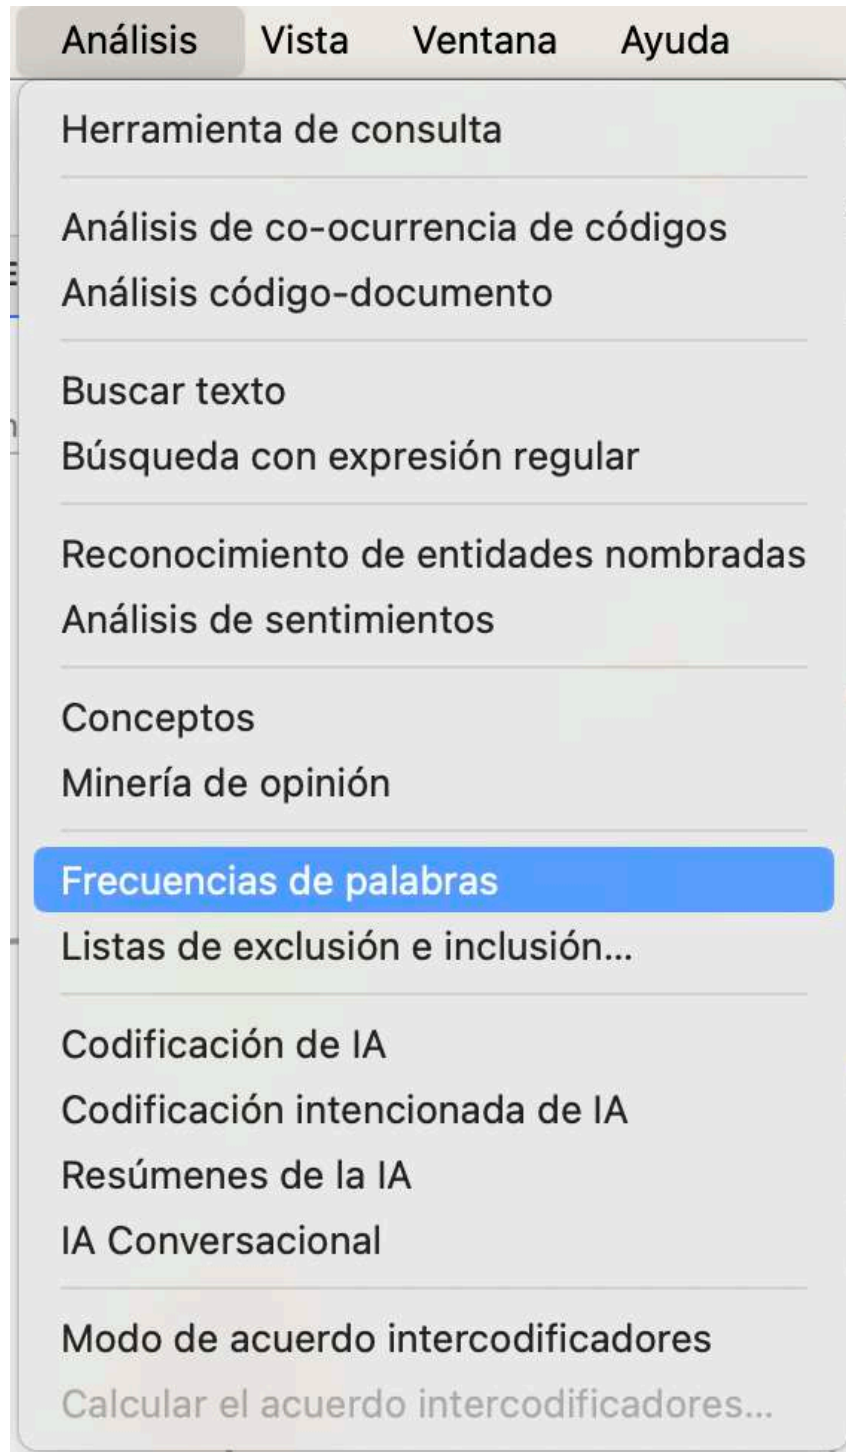 Análisis Vista Ventana Ayuda
Herramienta de consulta
Análisis de co-ocurrencia de códigos
Análisis código-documento
Buscar texto
Búsqueda con expresión regular
Reconocimiento de entidades nombradas
Análisis de sentimientos
Conceptos
Minería de opinión
Frecuencias de palabras
Listas de exclusión e inclusión...
Codificación de IA
Codificación intencionada de IA
Resúmenes de la IA
IA Conversacional
Modo de acuerdo intercodificadores
Calcular el acuerdo intercodificadores...